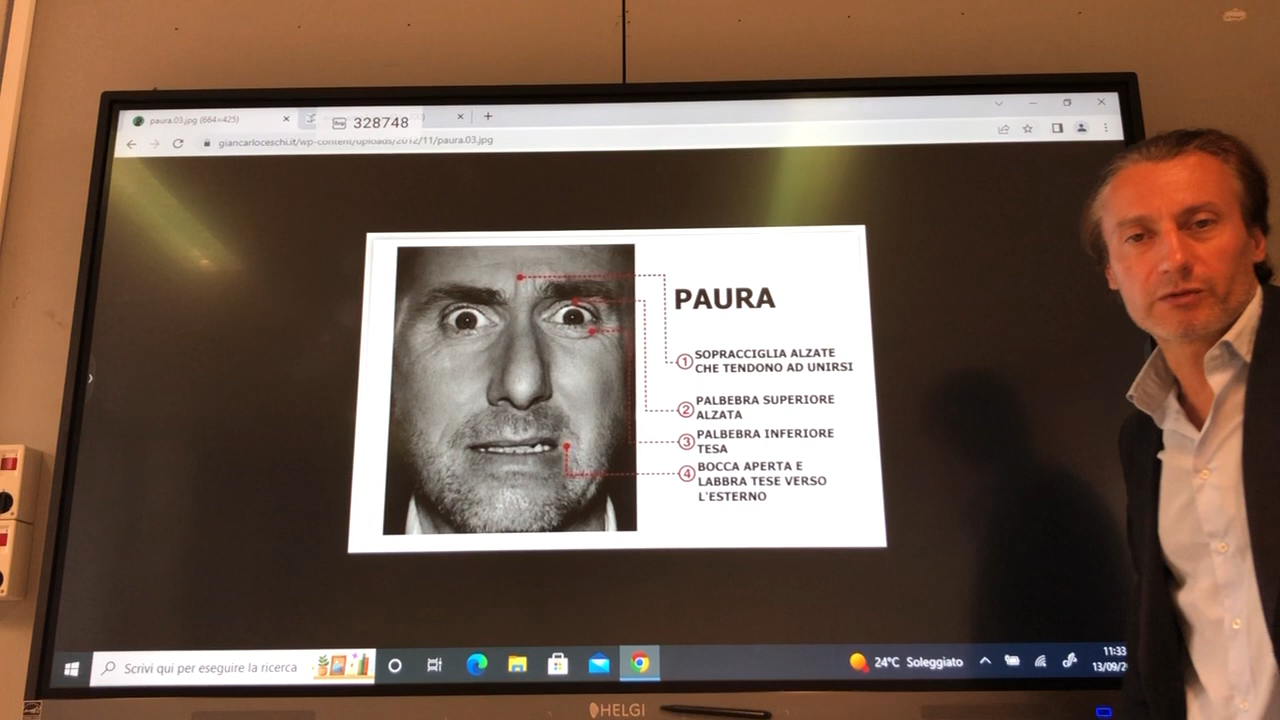 paura.03.jpg (664×425)
328748
giancarloceschi.it/wp-content/uploads/2012/11/paura.03.jpg
PAURA
1 SOPRACCIGLIA ALZATE
CHE TENDONO AD UNIRSI
2 PALBEBRA SUPERIORE
ALZATA
3 PALBEBRA INFERIORE
TESA
4 BOCCA APERTA E
LABBRA TESE VERSO
L'ESTERNO
Scrivi qui per eseguire la ricerca
24°C Soleggiato
11:33
13/09/2
HELGI